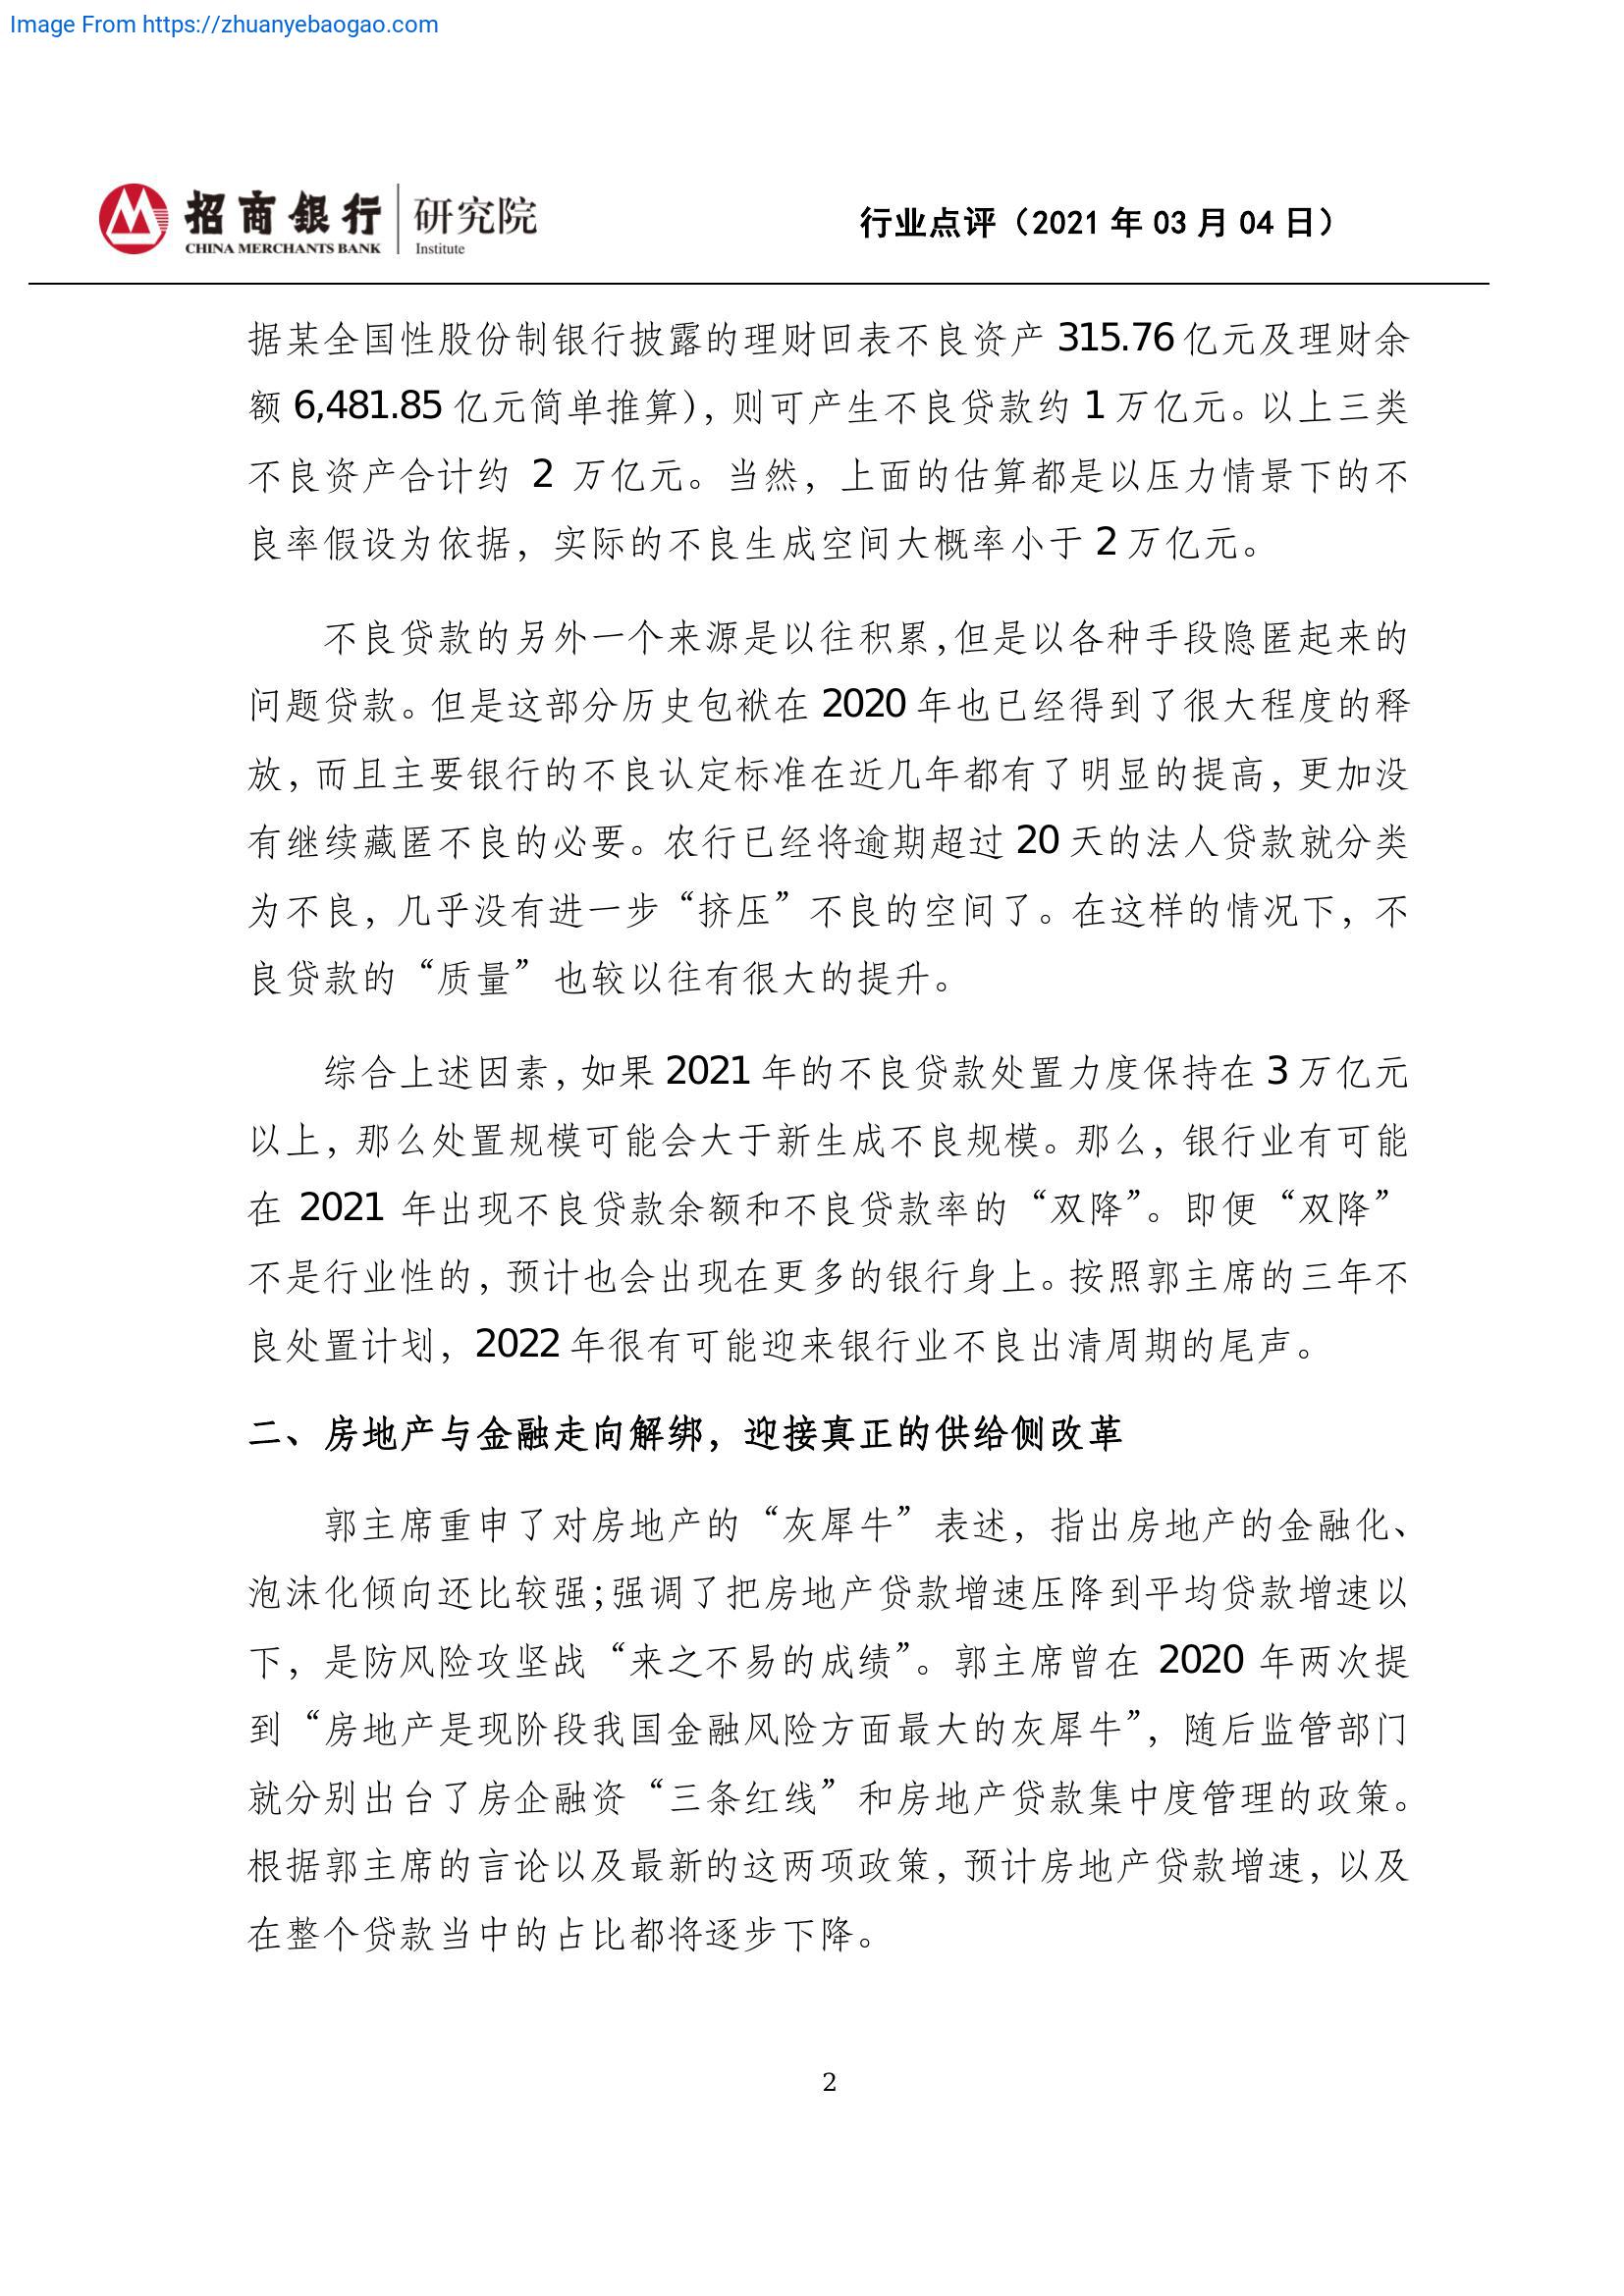 Image From https://zhuanyebaogao.com
招商銀行 研究院
CHINA MERCHANTS BANK Institute
行业点评（2021 年 03 月 04 日）
据某全国性股份制银行披露的理财回表不良资产 315.76 亿元及理财余
额 6,481.85 亿元简单推算），则可产生不良贷款约 1 万亿元。以上三类
不良资产合计约 2 万亿元。当然，上面的估算都是以压力情景下的不
良率假设为依据，实际的不良生成空间大概率小于 2 万亿元。
不良贷款的另外一个来源是以往积累，但是以各种手段隐匿起来的
问题贷款。但是这部分历史包袱在 2020 年也已经得到了很大程度的释
放，而且主要银行的不良认定标准在近几年都有了明显的提高，更加没
有继续藏匿不良的必要。农行已经将逾期超过 20 天的法人贷款就分类
为不良，几乎没有进一步“挤压”不良的空间了。在这样的情况下，不
良贷款的“质量”也较以往有很大的提升。
综合上述因素，如果 2021 年的不良贷款处置力度保持在 3 万亿元
以上，那么处置规模可能会大于新生成不良规模。那么，银行业有可能
在 2021 年出现不良贷款余额和不良贷款率的“双降”。即便“双降”
不是行业性的，预计也会出现在更多的银行身上。按照郭主席的三年不
良处置计划，2022 年很有可能迎来银行业不良出清周期的尾声。
二、房地产与金融走向解绑，迎接真正的供给侧改革
郭主席重申了对房地产的“灰犀牛”表述，指出房地产的金融化、
泡沫化倾向还比较强；强调了把房地产贷款增速压降到平均贷款增速以
下，是防风险攻坚战“来之不易的成绩”。郭主席曾在 2020 年两次提
到“房地产是现阶段我国金融风险方面最大的灰犀牛”，随后监管部门
就分别出台了房企融资“三条红线”和房地产贷款集中度管理的政策。
根据郭主席的言论以及最新的这两项政策，预计房地产贷款增速，以及
在整个贷款当中的占比都将逐步下降。
2